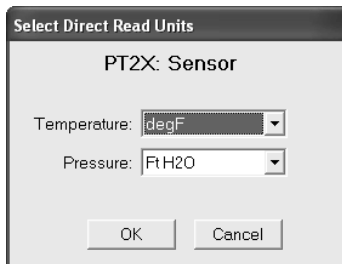 Select Direct Read Units
PT2X: Sensor
Temperature: degF
Pressure: Ft H2O
OK Cancel